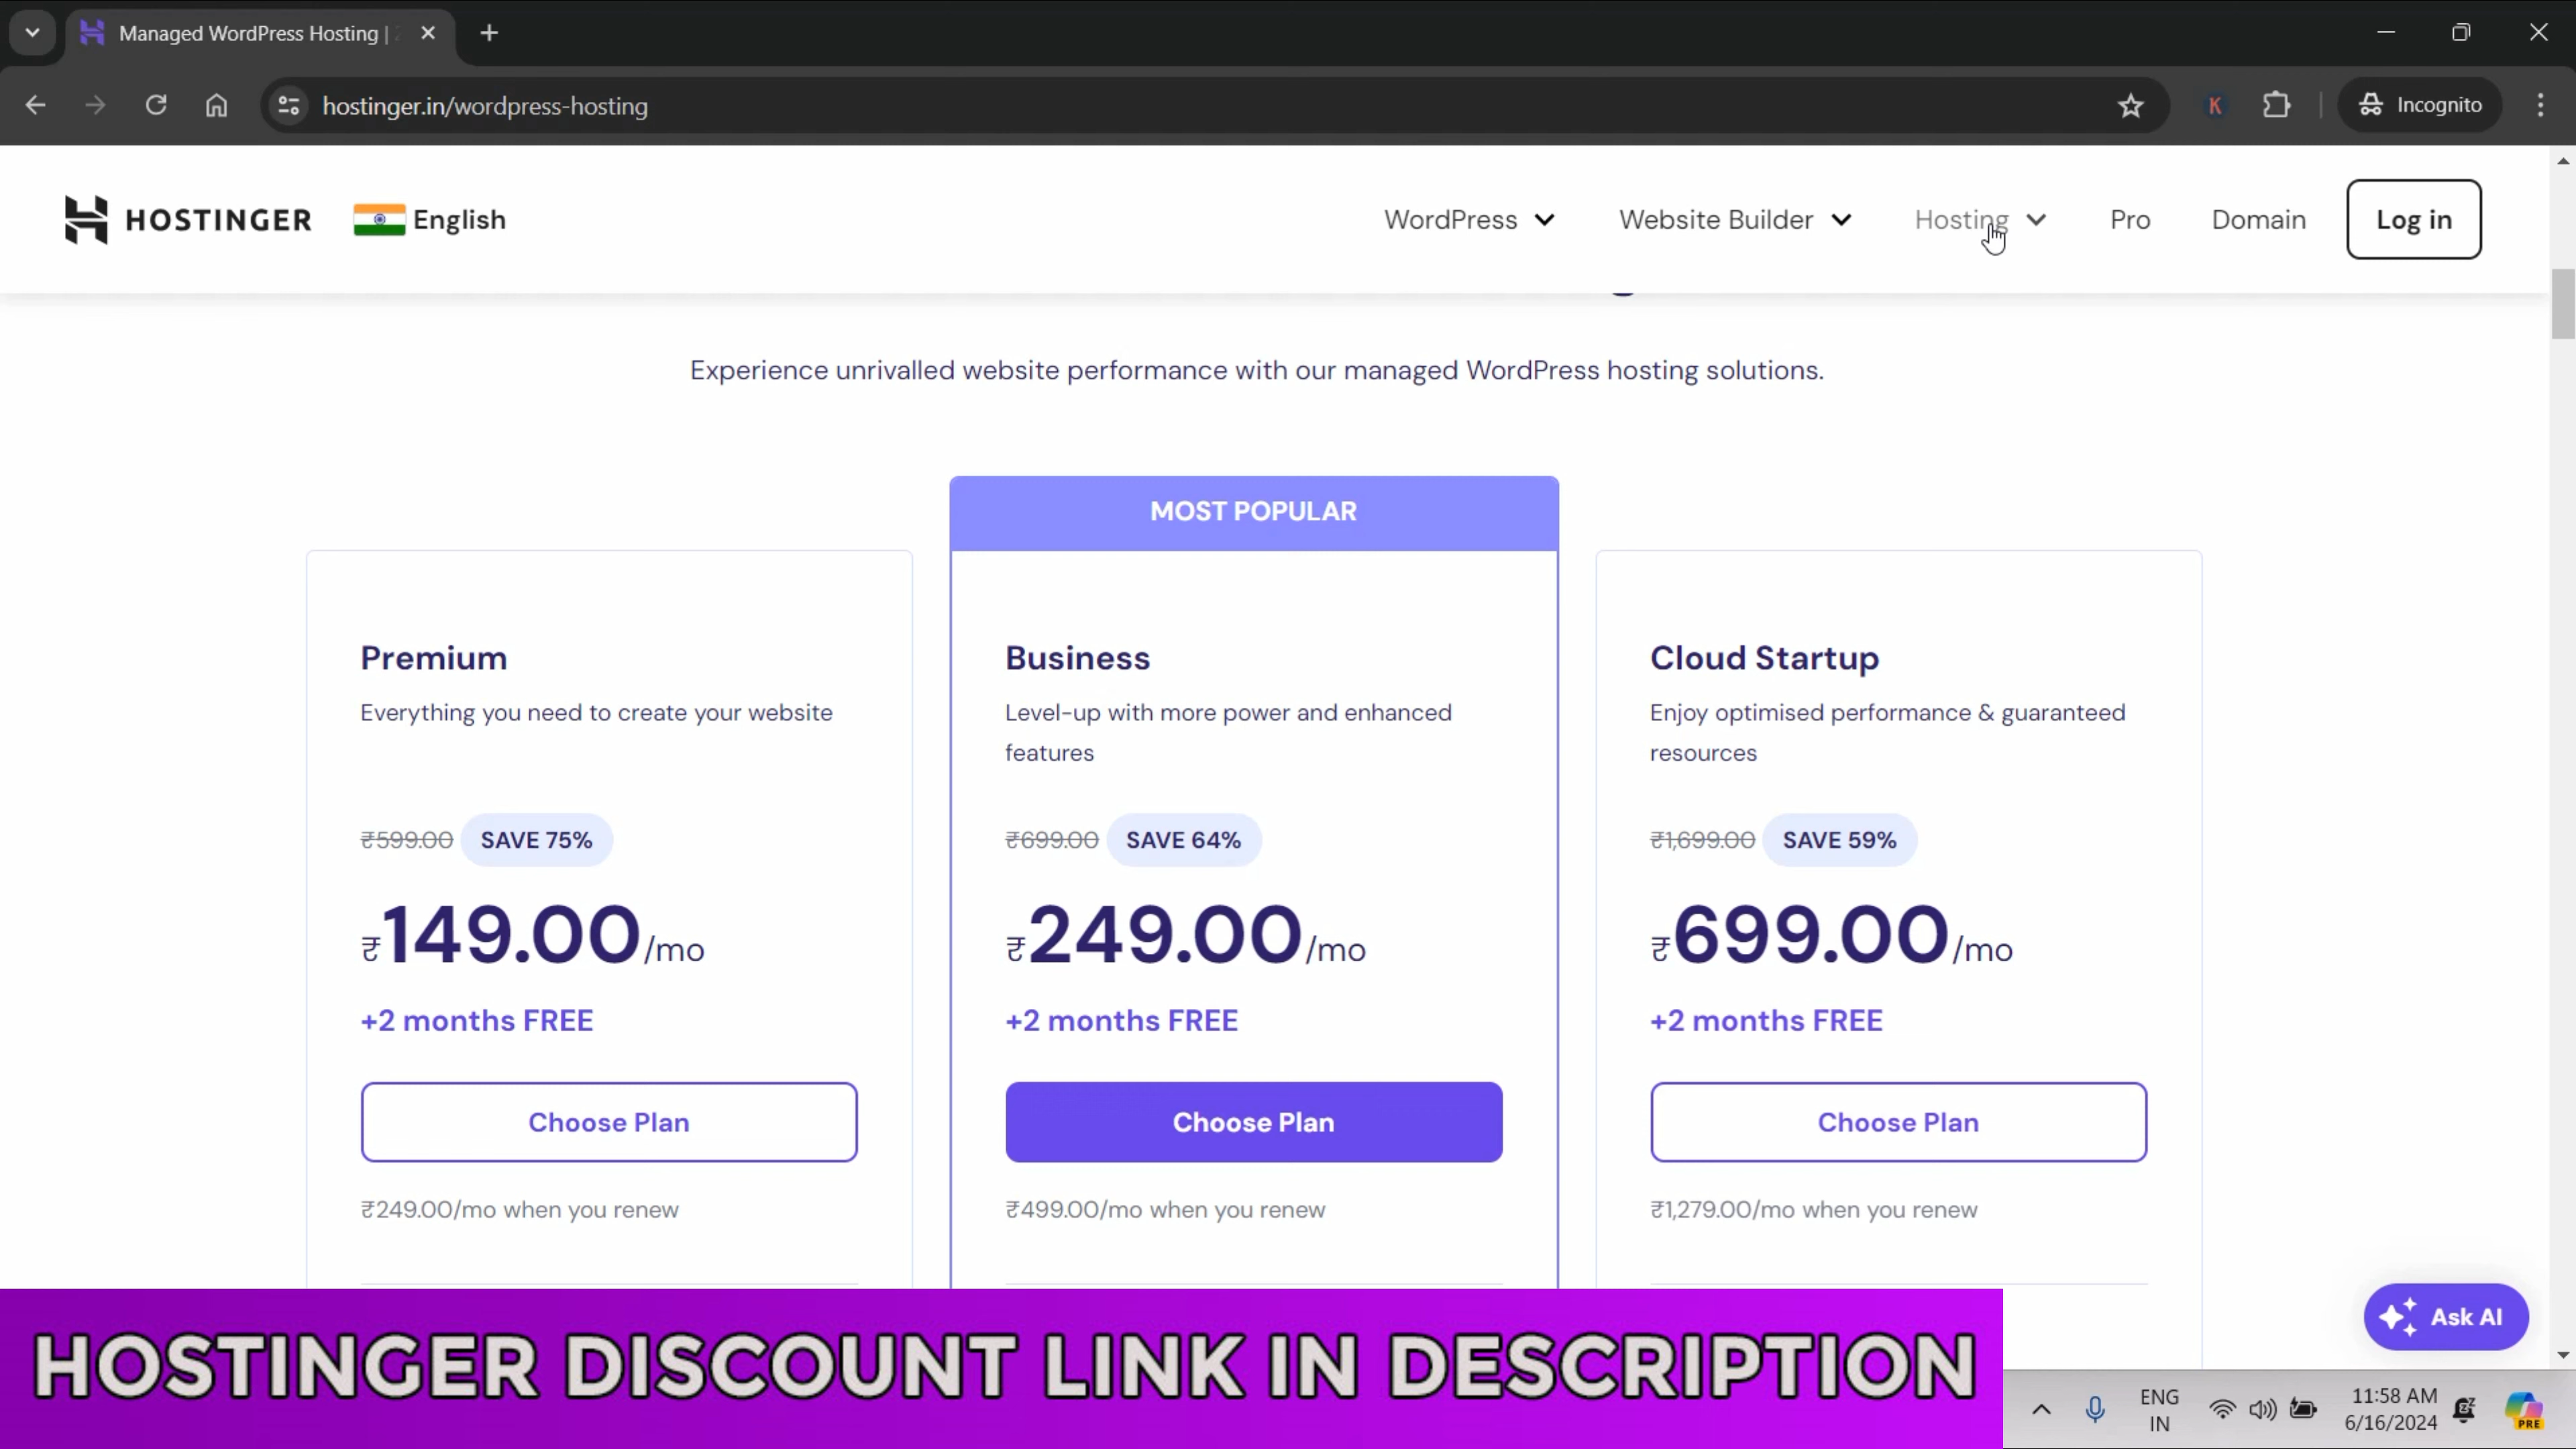 Managed WordPress Hosting |
hostinger.in/wordpress-hosting
K
Incognito
HOSTINGER
English
WordPress
Website Builder
Hosting
Pro
Domain
Log in
Experience unrivalled website performance with our managed WordPress hosting solutions.
MOST POPULAR
Premium
Everything you need to create your website
₹599.00 SAVE 75%
₹149.00/mo
+2 months FREE
Choose Plan
₹249.00/mo when you renew
Business
Level-up with more power and enhanced
features
₹699.00 SAVE 64%
₹249.00/mo
+2 months FREE
Choose Plan
₹499.00/mo when you renew
Cloud Startup
Enjoy optimised performance & guaranteed
resources
₹1,699.00 SAVE 59%
₹699.00/mo
+2 months FREE
Choose Plan
₹1,279.00/mo when you renew
Ask AI
HOSTINGER DISCOUNT LINK IN DESCRIPTION
ENG
IN
11:58 AM
6/16/2024
PRE